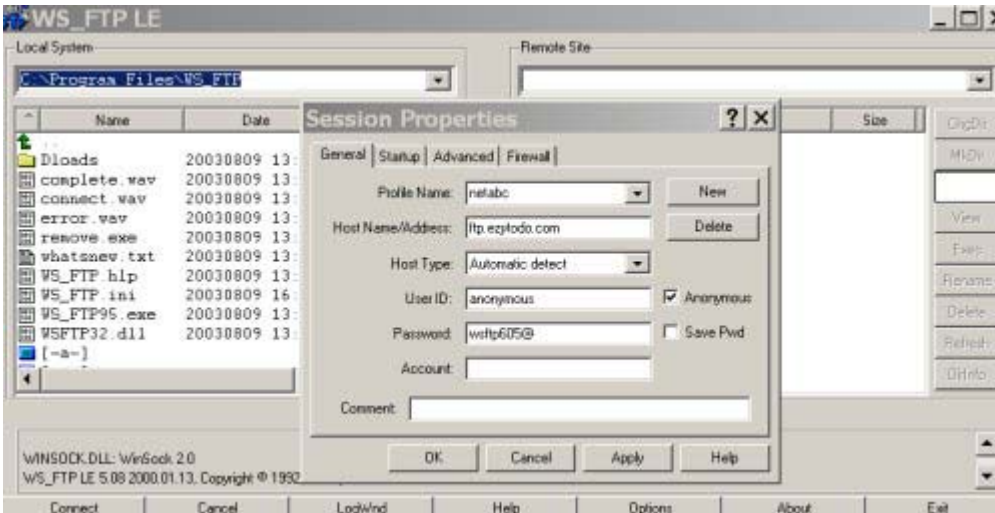 WS_FTP LE
Local System
Remote Site
C:\Program Files\WS_FTP
Name Date Size
Session Properties
General Startup Advanced Firewall
Profile Name: netabc New
Host Name/Address: ftp.ezytodo.com Delete
Host Type: Automatic detect
User ID: anonymous Anonymous
Password: wsftp605@ Save Pwd
Account:
Comment:
OK Cancel Apply Help
..
Dloads 20030809 13:
complete.wav 20030809 13:
connect.wav 20030809 13:
error.wav 20030809 13:
remove.exe 20030809 13:
whatsnew.txt 20030809 13:
WS_FTP.hlp 20030809 13:
WS_FTP.ini 20030809 16:
WS_FTP95.exe 20030809 13:
WSFTP32.dll 20030809 13:
[-a-]
ChgDir
MkDir
View
Exec
Rename
Delete
Refresh
DirInfo
WINSOCK.DLL: WinSock 2.0
WS_FTP LE 5.08 2000.01.13, Copyright © 1992
Connect Cancel LogWnd Help Options About Exit